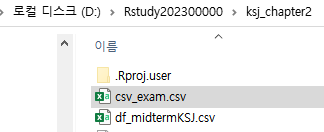 로컬 디스크 (D:) > Rstudy202300000 > ksj_chapter2
이름
.Rproj.user
csv_exam.csv
df_midtermKSJ.csv